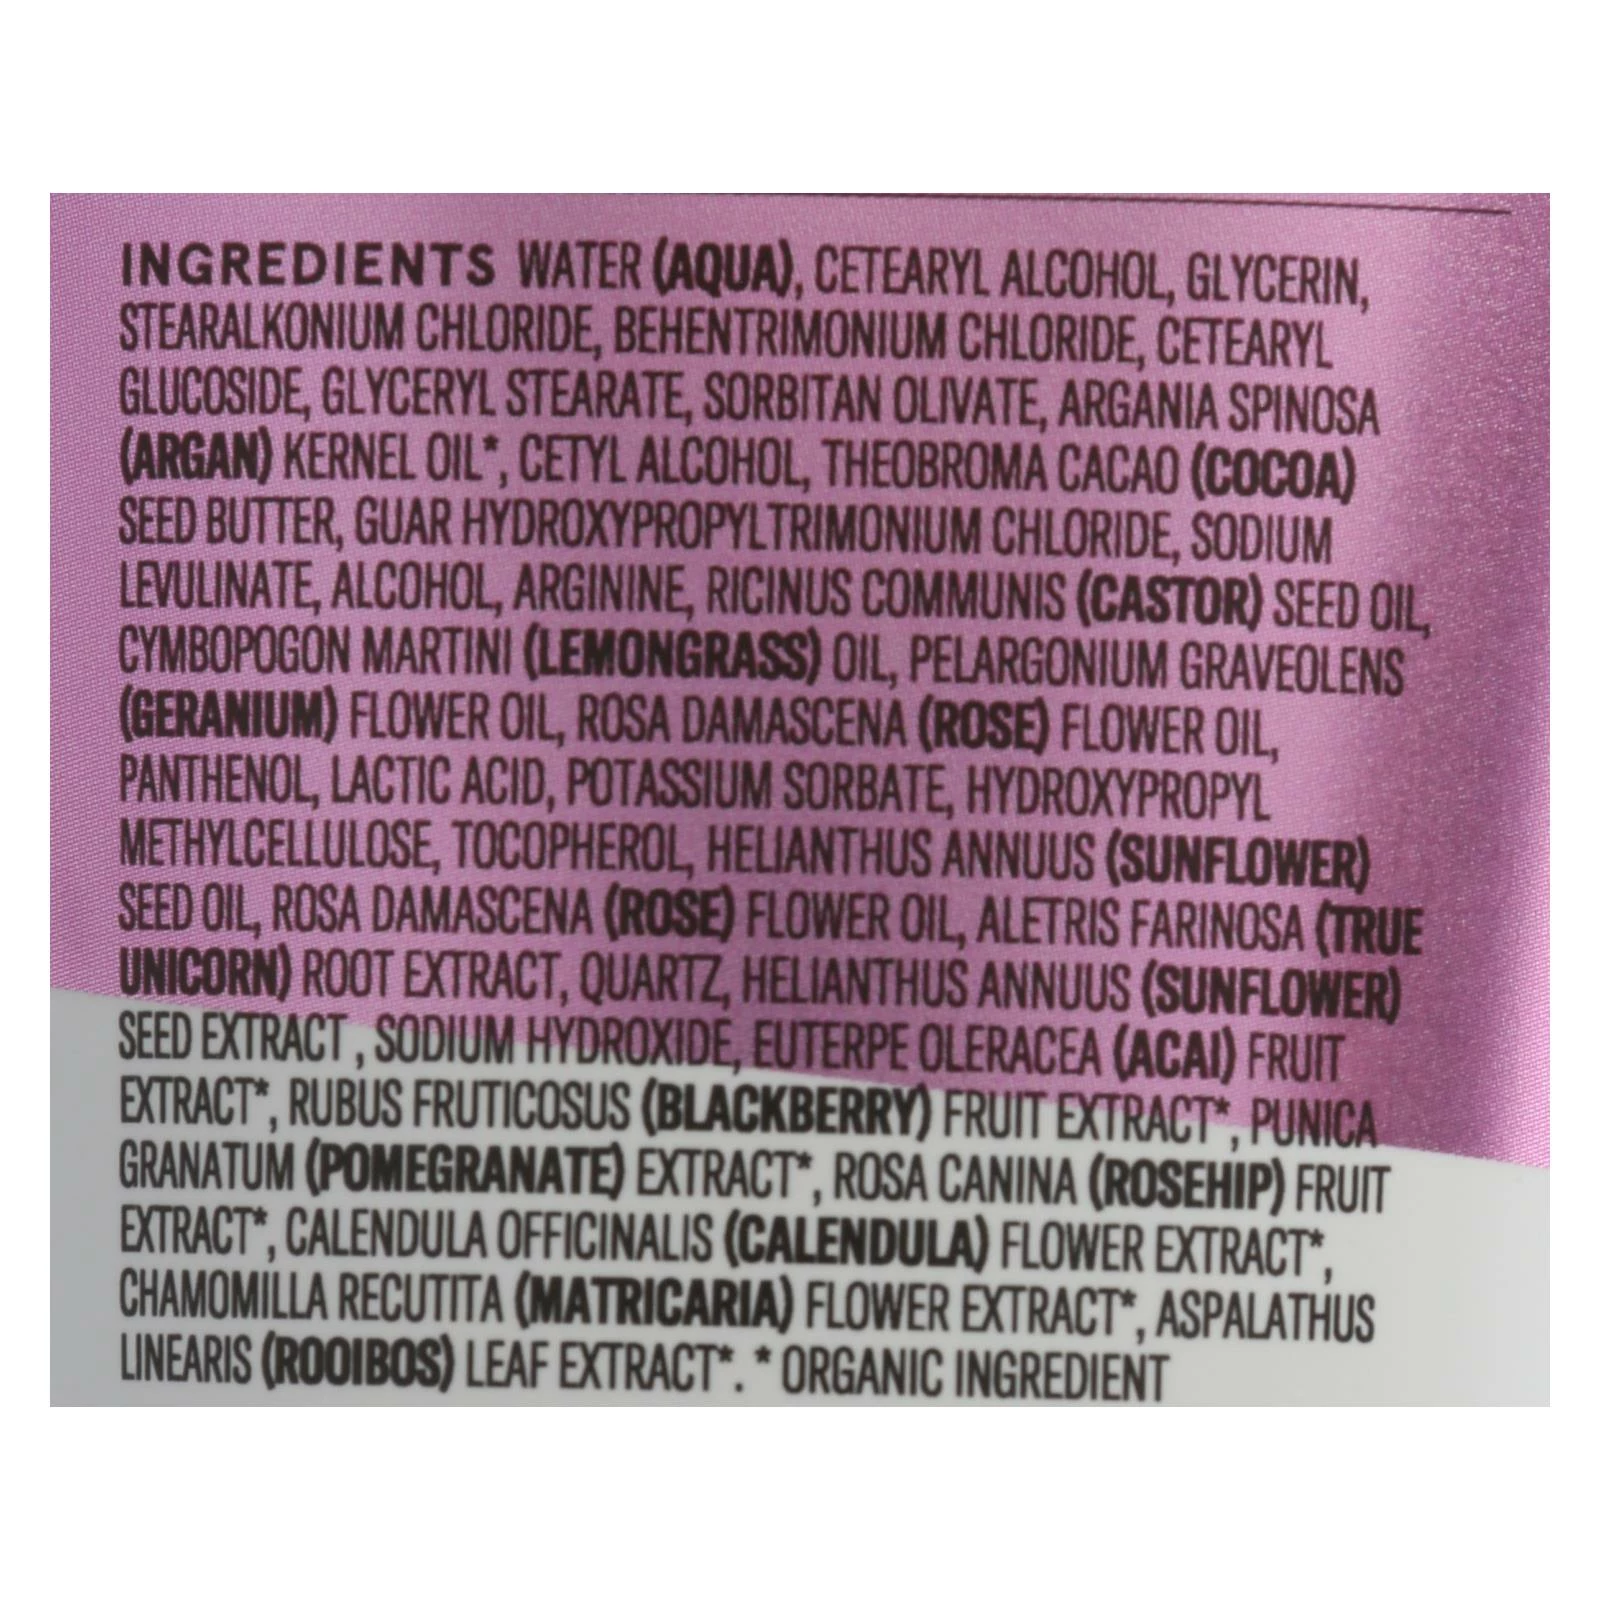 INGREDIENTS WATER (AQUA), CETEARYL ALCOHOL, GLYCERIN,
STEARALKONIUM CHLORIDE, BEHENTRIMONIUM CHLORIDE, CETEARYL
GLUCOSIDE, GLYCERYL STEARATE, SORBITAN OLIVATE, ARGANIA SPINOSA
(ARGAN) KERNEL OIL*, CETYL ALCOHOL, THEOBROMA CACAO (COCOA)
SEED BUTTER, GUAR HYDROXYPROPYLTRIMONIUM CHLORIDE, SODIUM
LEVULINATE, ALCOHOL, ARGININE, RICINUS COMMUNIS (CASTOR) SEED OIL,
CYMBOPOGON MARTINI (LEMONGRASS) OIL, PELARGONIUM GRAVEOLENS
(GERANIUM) FLOWER OIL, ROSA DAMASCENA (ROSE) FLOWER OIL,
PANTHENOL, LACTIC ACID, POTASSIUM SORBATE, HYDROXYPROPYL
METHYLCELLULOSE, TOCOPHEROL, HELIANTHUS ANNUUS (SUNFLOWER)
SEED OIL, ROSA DAMASCENA (ROSE) FLOWER OIL, ALETRIS FARINOSA (TRUE
UNICORN) ROOT EXTRACT, QUARTZ, HELIANTHUS ANNUUS (SUNFLOWER)
SEED EXTRACT , SODIUM HYDROXIDE, EUTERPE OLERACEA (ACAI) FRUIT
EXTRACT*, RUBUS FRUTICOSUS (BLACKBERRY) FRUIT EXTRACT*, PUNICA
GRANATUM (POMEGRANATE) EXTRACT*, ROSA CANINA (ROSEHIP) FRUIT
EXTRACT*, CALENDULA OFFICINALIS (CALENDULA) FLOWER EXTRACT*,
CHAMOMILLA RECUTITA (MATRICARIA) FLOWER EXTRACT*, ASPALATHUS
LINEARIS (ROOIBOS) LEAF EXTRACT*. * ORGANIC INGREDIENT